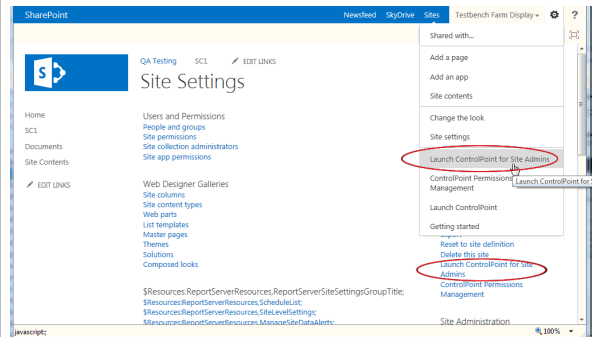 SharePoint
Newsfeed SkyDrive Sites Testbench Farm Display ?
Shared with...
Add a page
Add an app
Site contents
Change the look
Site settings
Launch ControlPoint for Site Admins
ControlPoint Permissions
Management
Launch ControlPoint for
Launch ControlPoint
Getting started
S
QA Testing SC1 EDIT LINKS
Site Settings
Home
SC1
Documents
Site Contents
EDIT LINKS
Users and Permissions
People and groups
Site permissions
Site collection administrators
Site app permissions
Web Designer Galleries
Site columns
Site content types
Web parts
List templates
Master pages
Themes
Solutions
Composed looks
$Resources:ReportServerResources,ReportServerSiteSettingsGroupTitle;
$Resources:ReportServerResources,ScheduleList;
$Resources:ReportServerResources,SiteLevelSettings;
$Resources:ReportServerResources,ManageSiteDataAlerts;
Reset to site definition
Delete this site
Launch ControlPoint for Site
Admins
ControlPoint Permissions
Management
Site Administration
javascript:;
100%